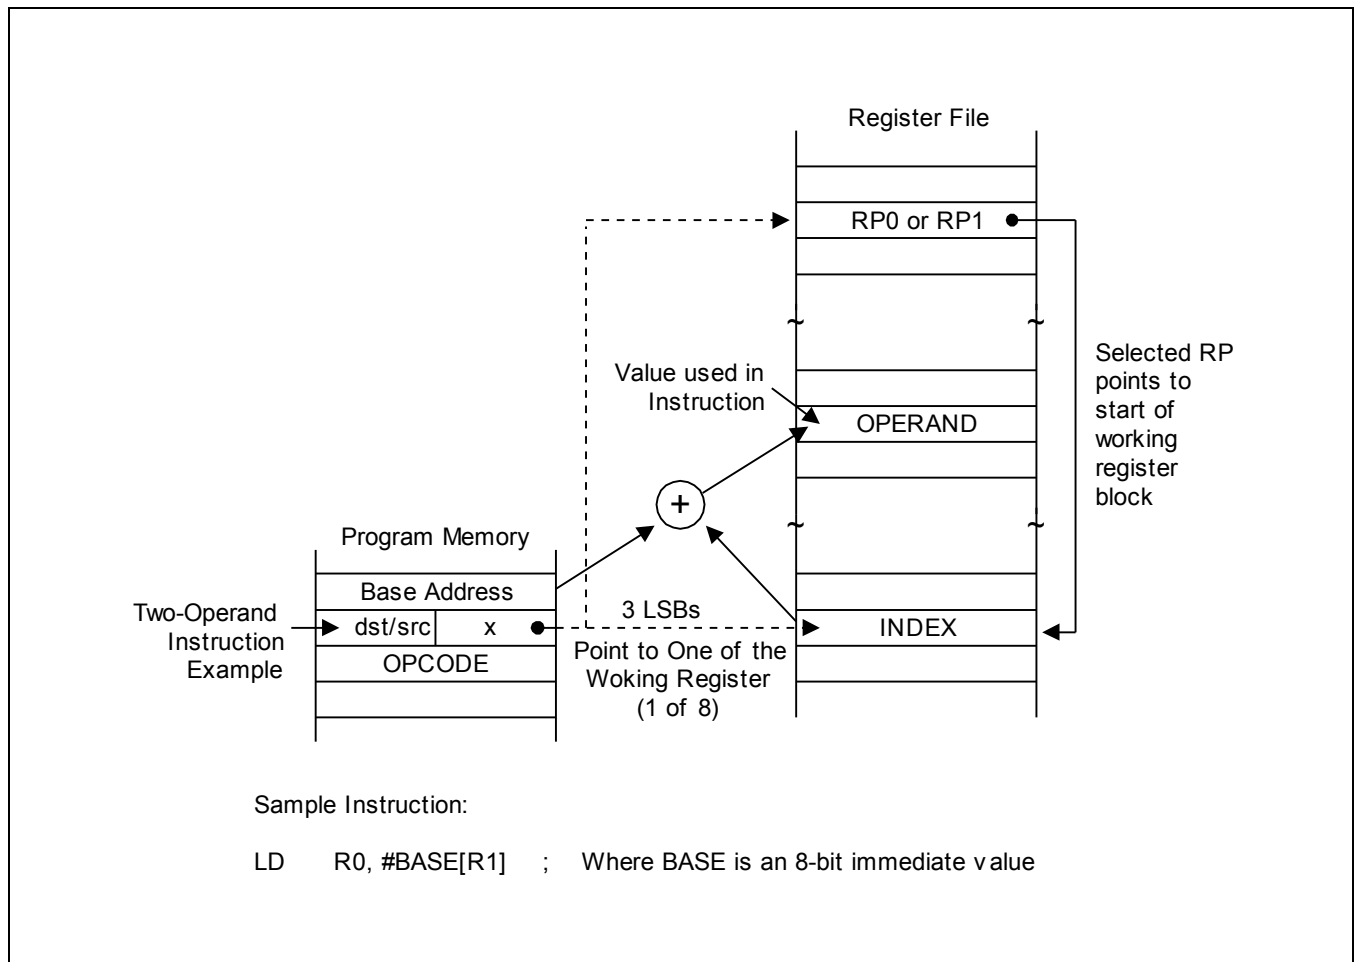 Register File
RP0 or RP1
Selected RP
points to
start of
working
register
block
Value used in
Instruction
OPERAND
+
Program Memory
Base Address
Two-Operand
Instruction
Example
dst/src
x
3 LSBs
INDEX
OPCODE
Point to One of the
Woking Register
(1 of 8)
Sample Instruction:
LD R0, #BASE[R1] ; Where BASE is an 8-bit immediate value